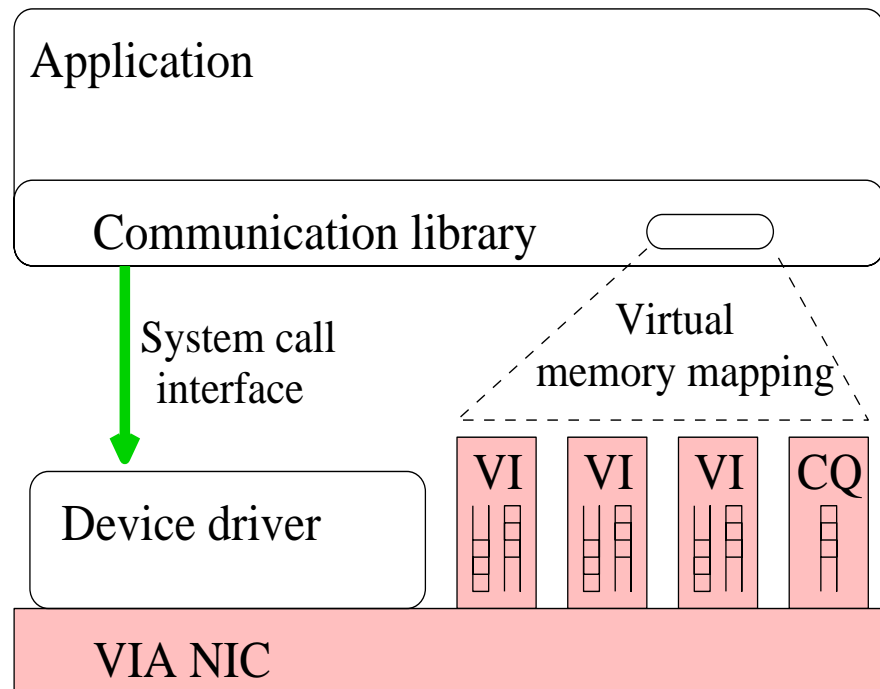 Application
Communication library
System call
interface
Virtual
memory mapping
VI
VI
VI
CQ
Device driver
VIA NIC